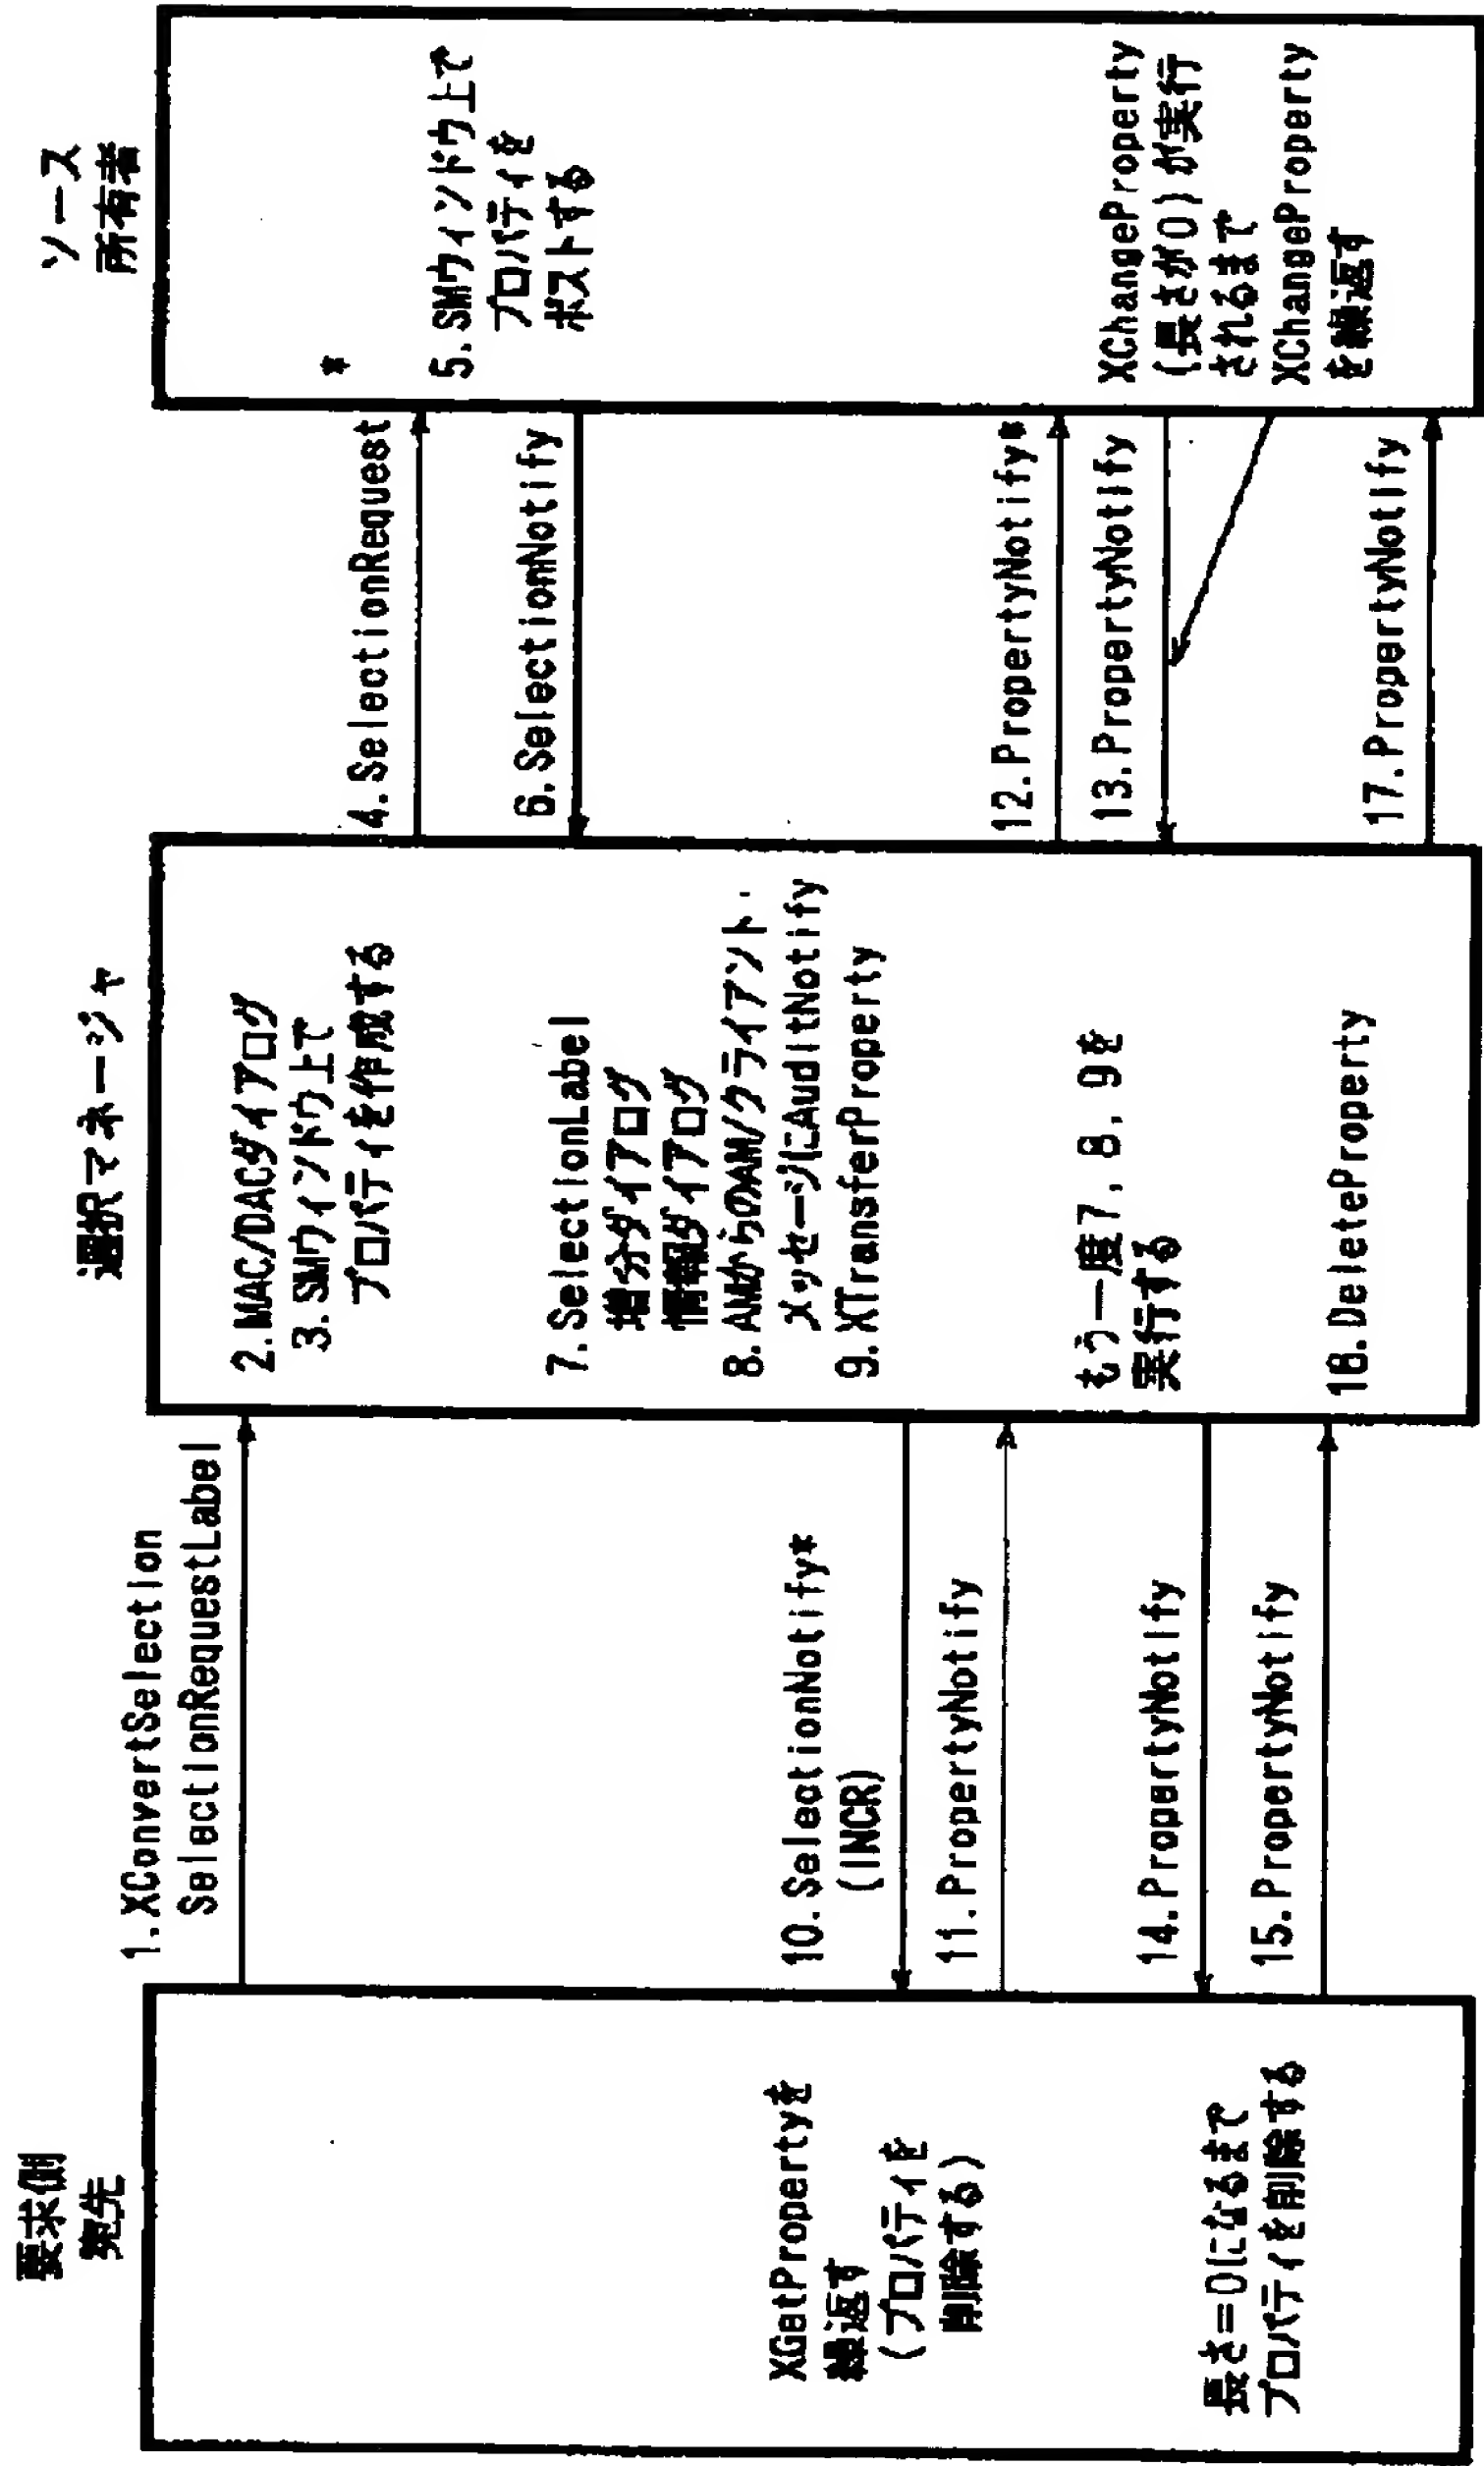 要求側
宛先
XGetPropertyを
繰返す
(プロパティを
削除する)
長さ=0になるまで
プロパティを削除する
1.XConvertSelection
SelectionRequestLabel
10.SelectionNotify*
(INCR)
11.PropertyNotify
14.PropertyNotify
15.PropertyNotify
選択マネージャ
2.MAC/DACダイアログ
3.SMウィンドウ上で
プロパティを作成する
7.SelectionLabel
増分ダイアログ
情報ダイアログ
8.AMからのAM/クライアント・
メッセージにAuditNotify
9.XTransferProperty
もう一度7,8,9を
実行する
16.DeleteProperty
4.SelectionRequest
6.SelectionNotify
12.PropertyNotify*
13.PropertyNotify
17.PropertyNotify
ソース
所有者
*
5.SMウィンドウ上で
プロパティを
ポストする
XChangeProperty
(長さが0)が実行
されるまで
XChangeProperty
を繰返す